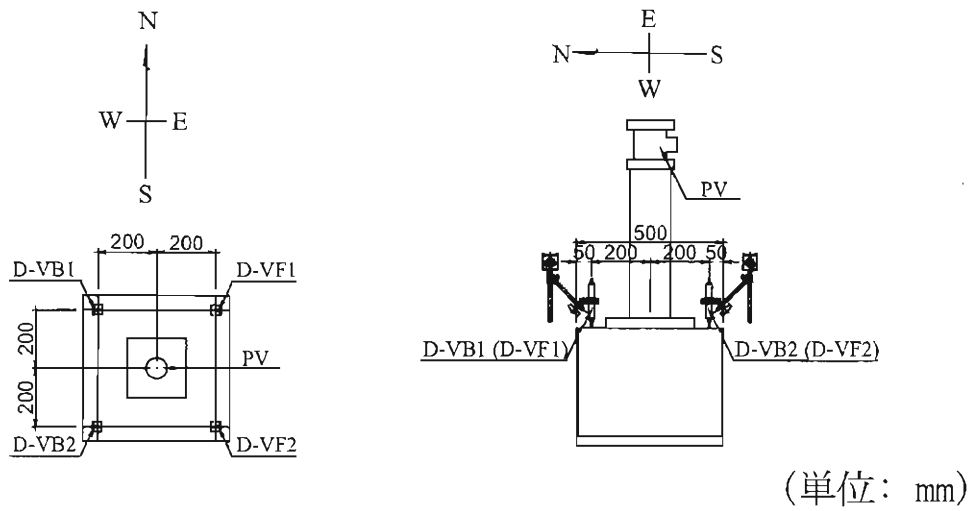 N
W E
S
200 200
D-VB1 D-VF1
200
PV
200
D-VB2 D-VF2
E
N S
W
PV
500
50 200 200 50
D-VB1 (D-VF1) D-VB2 (D-VF2)
(単位: mm)